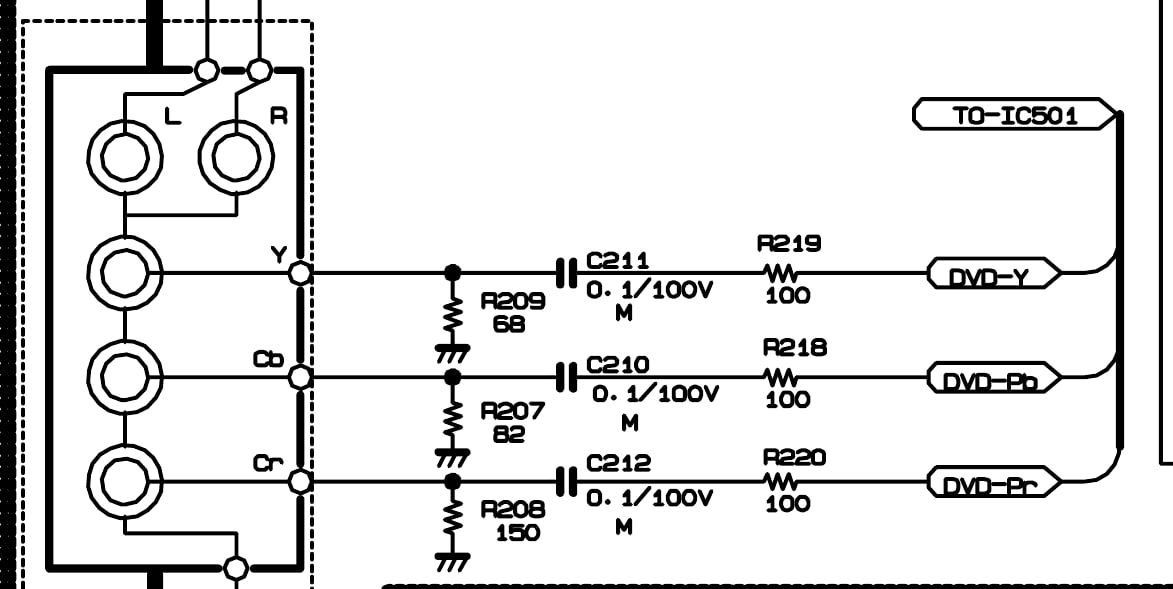 L R
TO-IC501
Y
C211
R219
0. 1/100V
100
M
R209
68
DVD-Y
Cb
C210
R218
0. 1/100V
100
M
R207
82
DVD-Pb
Cr
C212
R220
0. 1/100V
100
M
R208
150
DVD-Pr